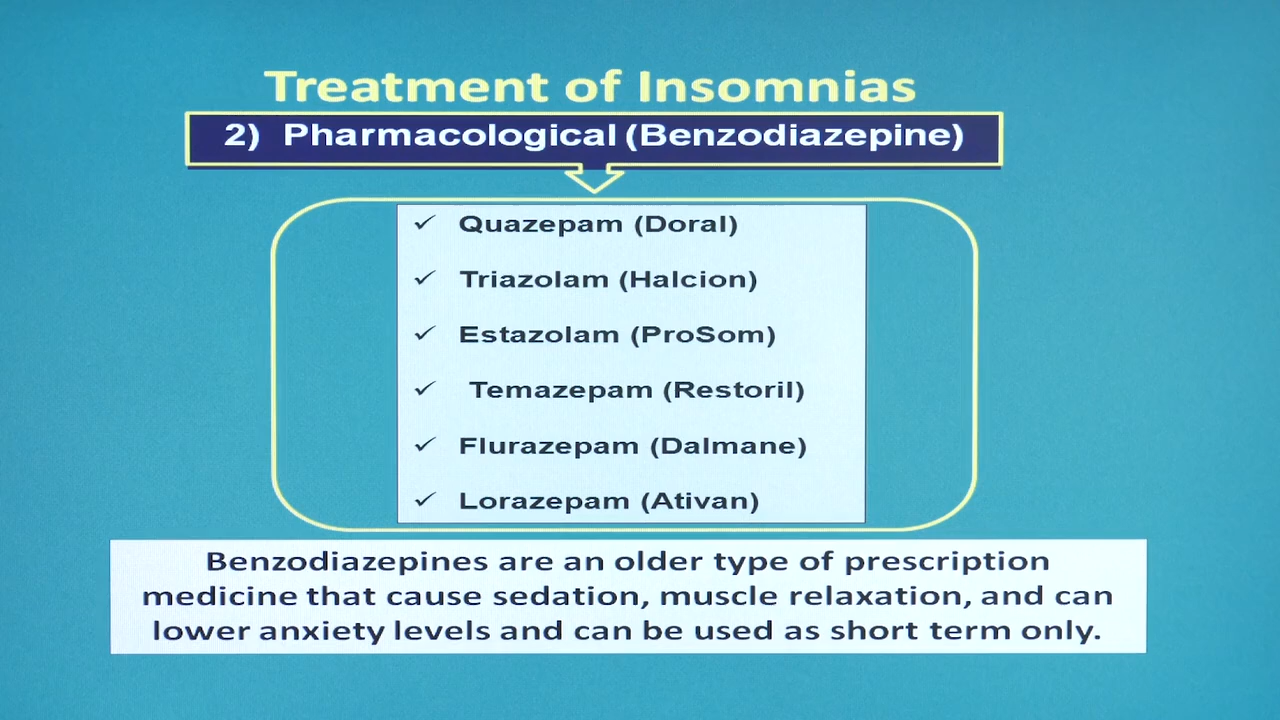 Treatment of Insomnias
2) Pharmacological (Benzodiazepine)
✓ Quazepam (Doral)
✓ Triazolam (Halcion)
✓ Estazolam (ProSom)
✓ Temazepam (Restoril)
✓ Flurazepam (Dalmane)
✓ Lorazepam (Ativan)
Benzodiazepines are an older type of prescription
medicine that cause sedation, muscle relaxation, and can
lower anxiety levels and can be used as short term only.